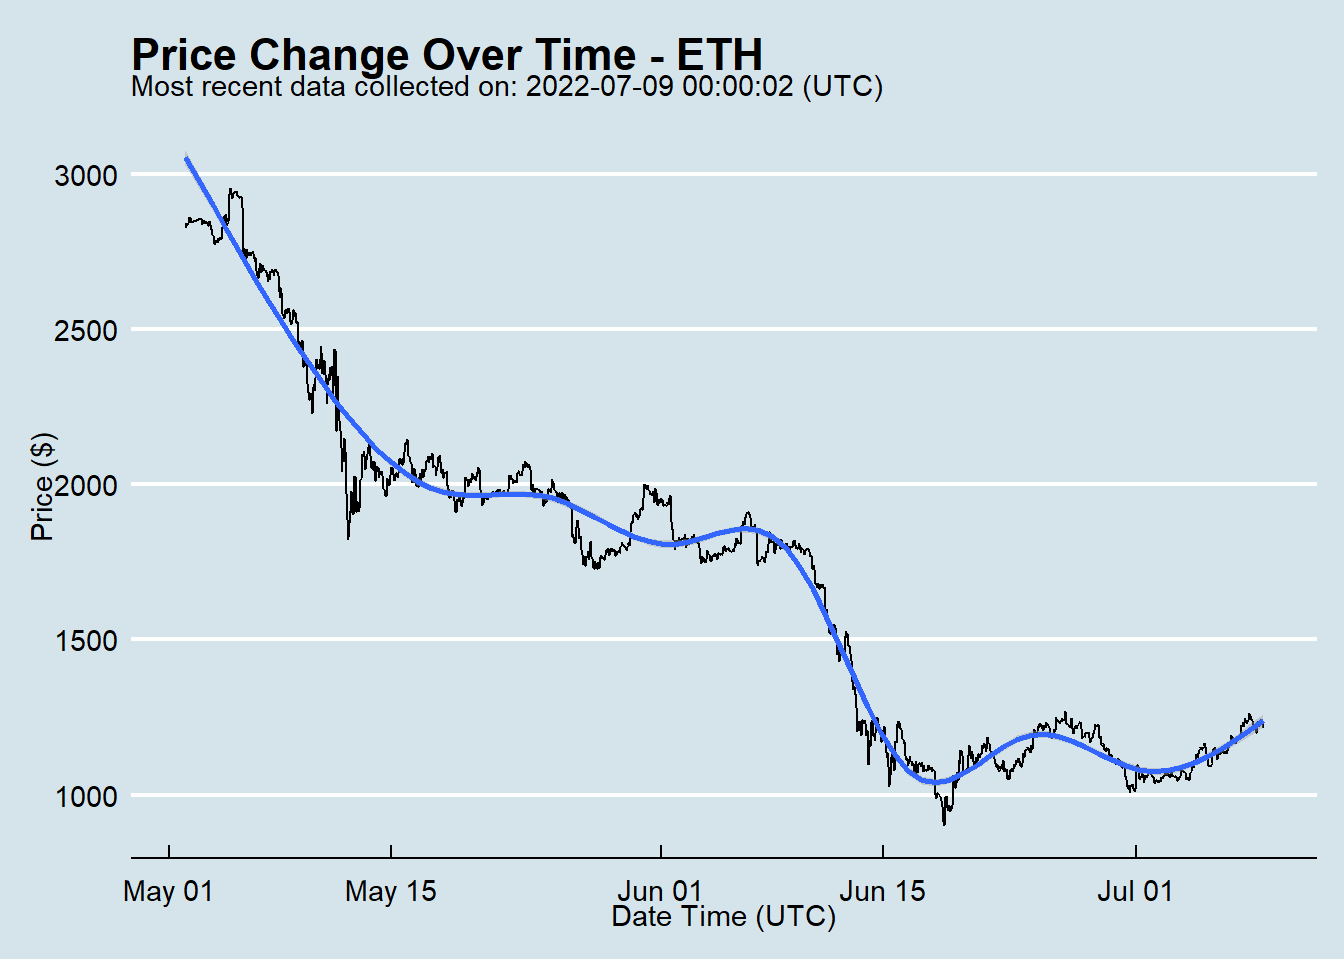 Price Change Over Time - ETH
Most recent data collected on: 2022-07-09 00:00:02 (UTC)
3000
2500
2000
1500
1000
Price ($)
May 01
May 15
Jun 01
Jun 15
Jul 01
Date Time (UTC)